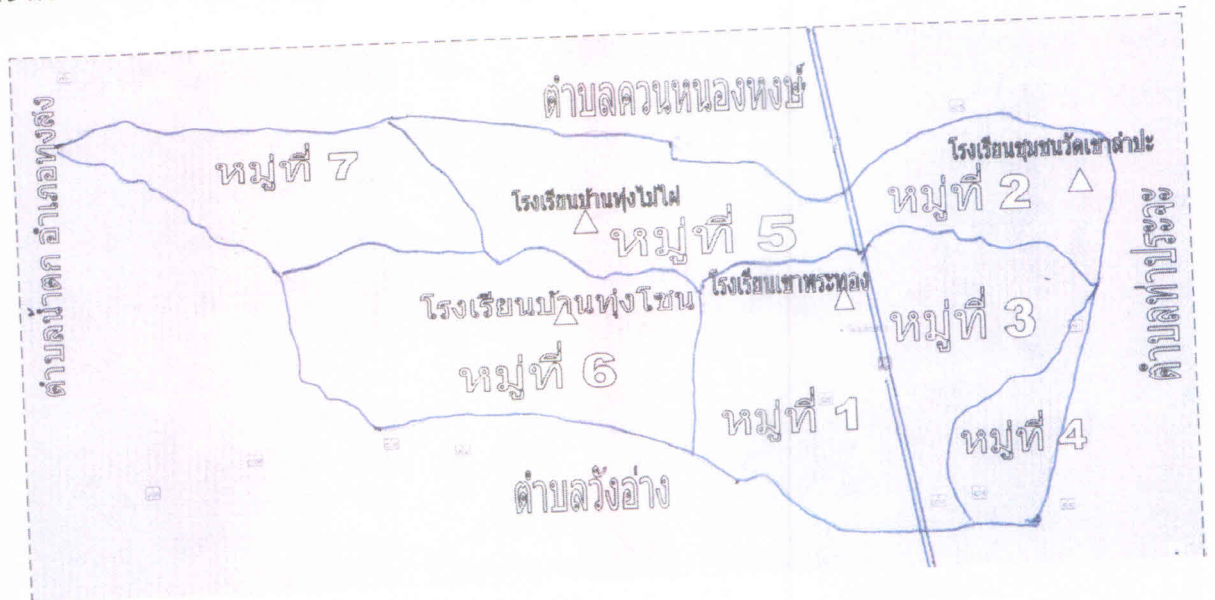 ตำบลควนหนองหงษ์
ตำบลน้ำตก อำเภอทุ่งสง
โรงเรียนชุมชนวัดเขาลำปะ
หมู่ที่ 7
หมู่ที่ 2
โรงเรียนบ้านทุ่งไม้ไผ่
หมู่ที่ 5
ตำบลท่าประจะ
โรงเรียนเขาพระทอง
โรงเรียนบ้านทุ่งโชน
หมู่ที่ 3
หมู่ที่ 6
หมู่ที่ 1
หมู่ที่ 4
ตำบลวังอ่าง